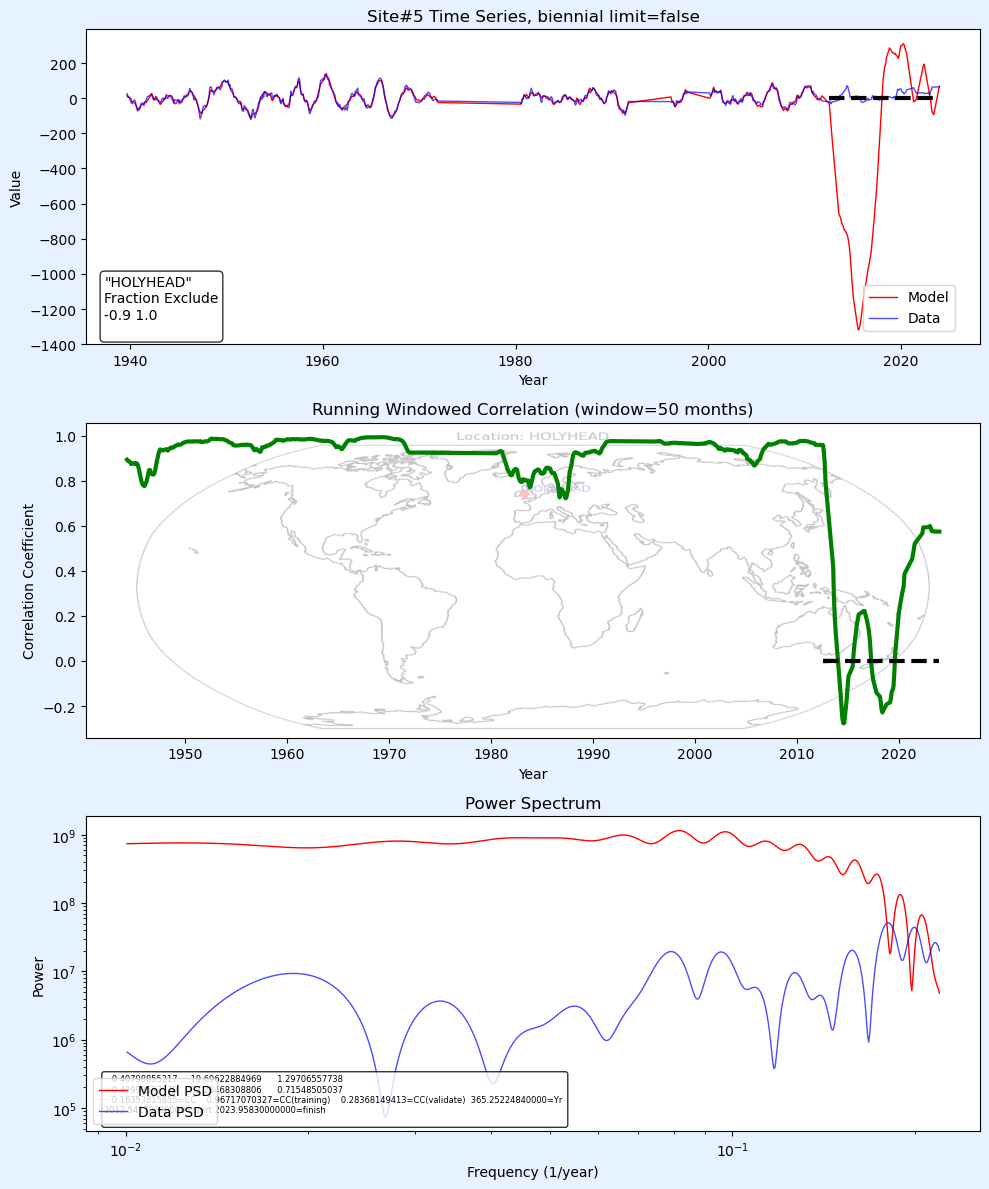 Site#5 Time Series, biennial limit=false
200
0
−200
−400
−600
−800
−1000
−1200
−1400
Value
"HOLYHEAD"
Fraction Exclude
-0.9 1.0
Model
Data
1940 1960 1980 2000 2020
Year
Running Windowed Correlation (window=50 months)
Location: HOLYHEAD
HOLYHEAD
1.0
0.8
0.6
0.4
0.2
0.0
−0.2
Correlation Coefficient
1950 1960 1970 1980 1990 2000 2010 2020
Year
Power Spectrum
10⁹
10⁸
10⁷
10⁶
10⁵
Power
1.29706557738
0.71548505037
0.96717070327=CC(training) 0.28368149413=CC(validate) 365.25224840000=Yr
2023.95830000000=finish
Model PSD
Data PSD
10⁻² 10⁻¹
Frequency (1/year)